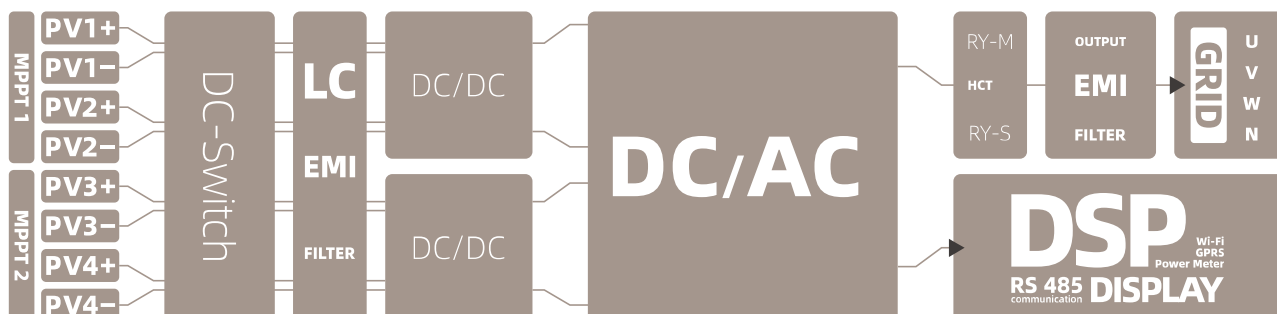 MPPT 1
PV1+
PV1-
PV2+
PV2-
MPPT 2
PV3+
PV3-
PV4+
PV4-
DC-Switch
LC
EMI
FILTER
DC/DC
DC/DC
DC/AC
RY-M
HCT
RY-S
OUTPUT
EMI
FILTER
GRID
U
V
W
N
DSP
Wi-Fi
GPRS
Power Meter
RS 485
communication
DISPLAY